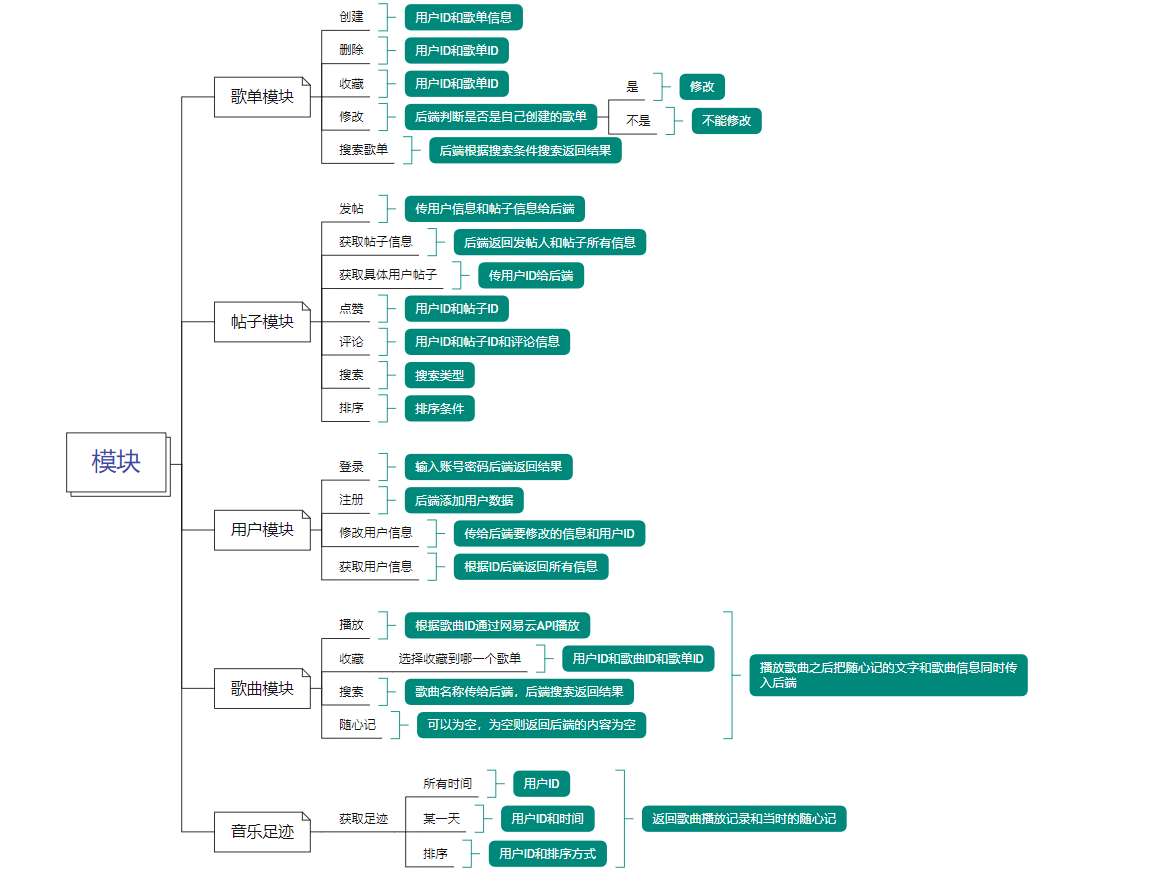 模块
歌单模块
创建
用户ID和歌单信息
删除
用户ID和歌单ID
收藏
用户ID和歌单ID
修改
后端判断是否是自己创建的歌单
是
修改
不是
不能修改
搜索歌单
后端根据搜索条件搜索返回结果
帖子模块
发帖
传用户信息和帖子信息给后端
获取帖子信息
后端返回发帖人和帖子所有信息
获取具体用户帖子
传用户ID给后端
点赞
用户ID和帖子ID
评论
用户ID和帖子ID和评论信息
搜索
搜索类型
排序
排序条件
用户模块
登录
输入账号密码后端返回结果
注册
后端添加用户数据
修改用户信息
传给后端要修改的信息和用户ID
获取用户信息
根据ID后端返回所有信息
歌曲模块
播放
根据歌曲ID通过网易云API播放
收藏
选择收藏到哪一个歌单
用户ID和歌曲ID和歌单ID
搜索
歌曲名称传给后端，后端搜索返回结果
随心记
可以为空，为空则返回后端的内容为空
播放歌曲之后把随心记的文字和歌曲信息同时传
入后端
音乐足迹
获取足迹
所有时间
用户ID
某一天
用户ID和时间
排序
用户ID和排序方式
返回歌曲播放记录和当时的随心记